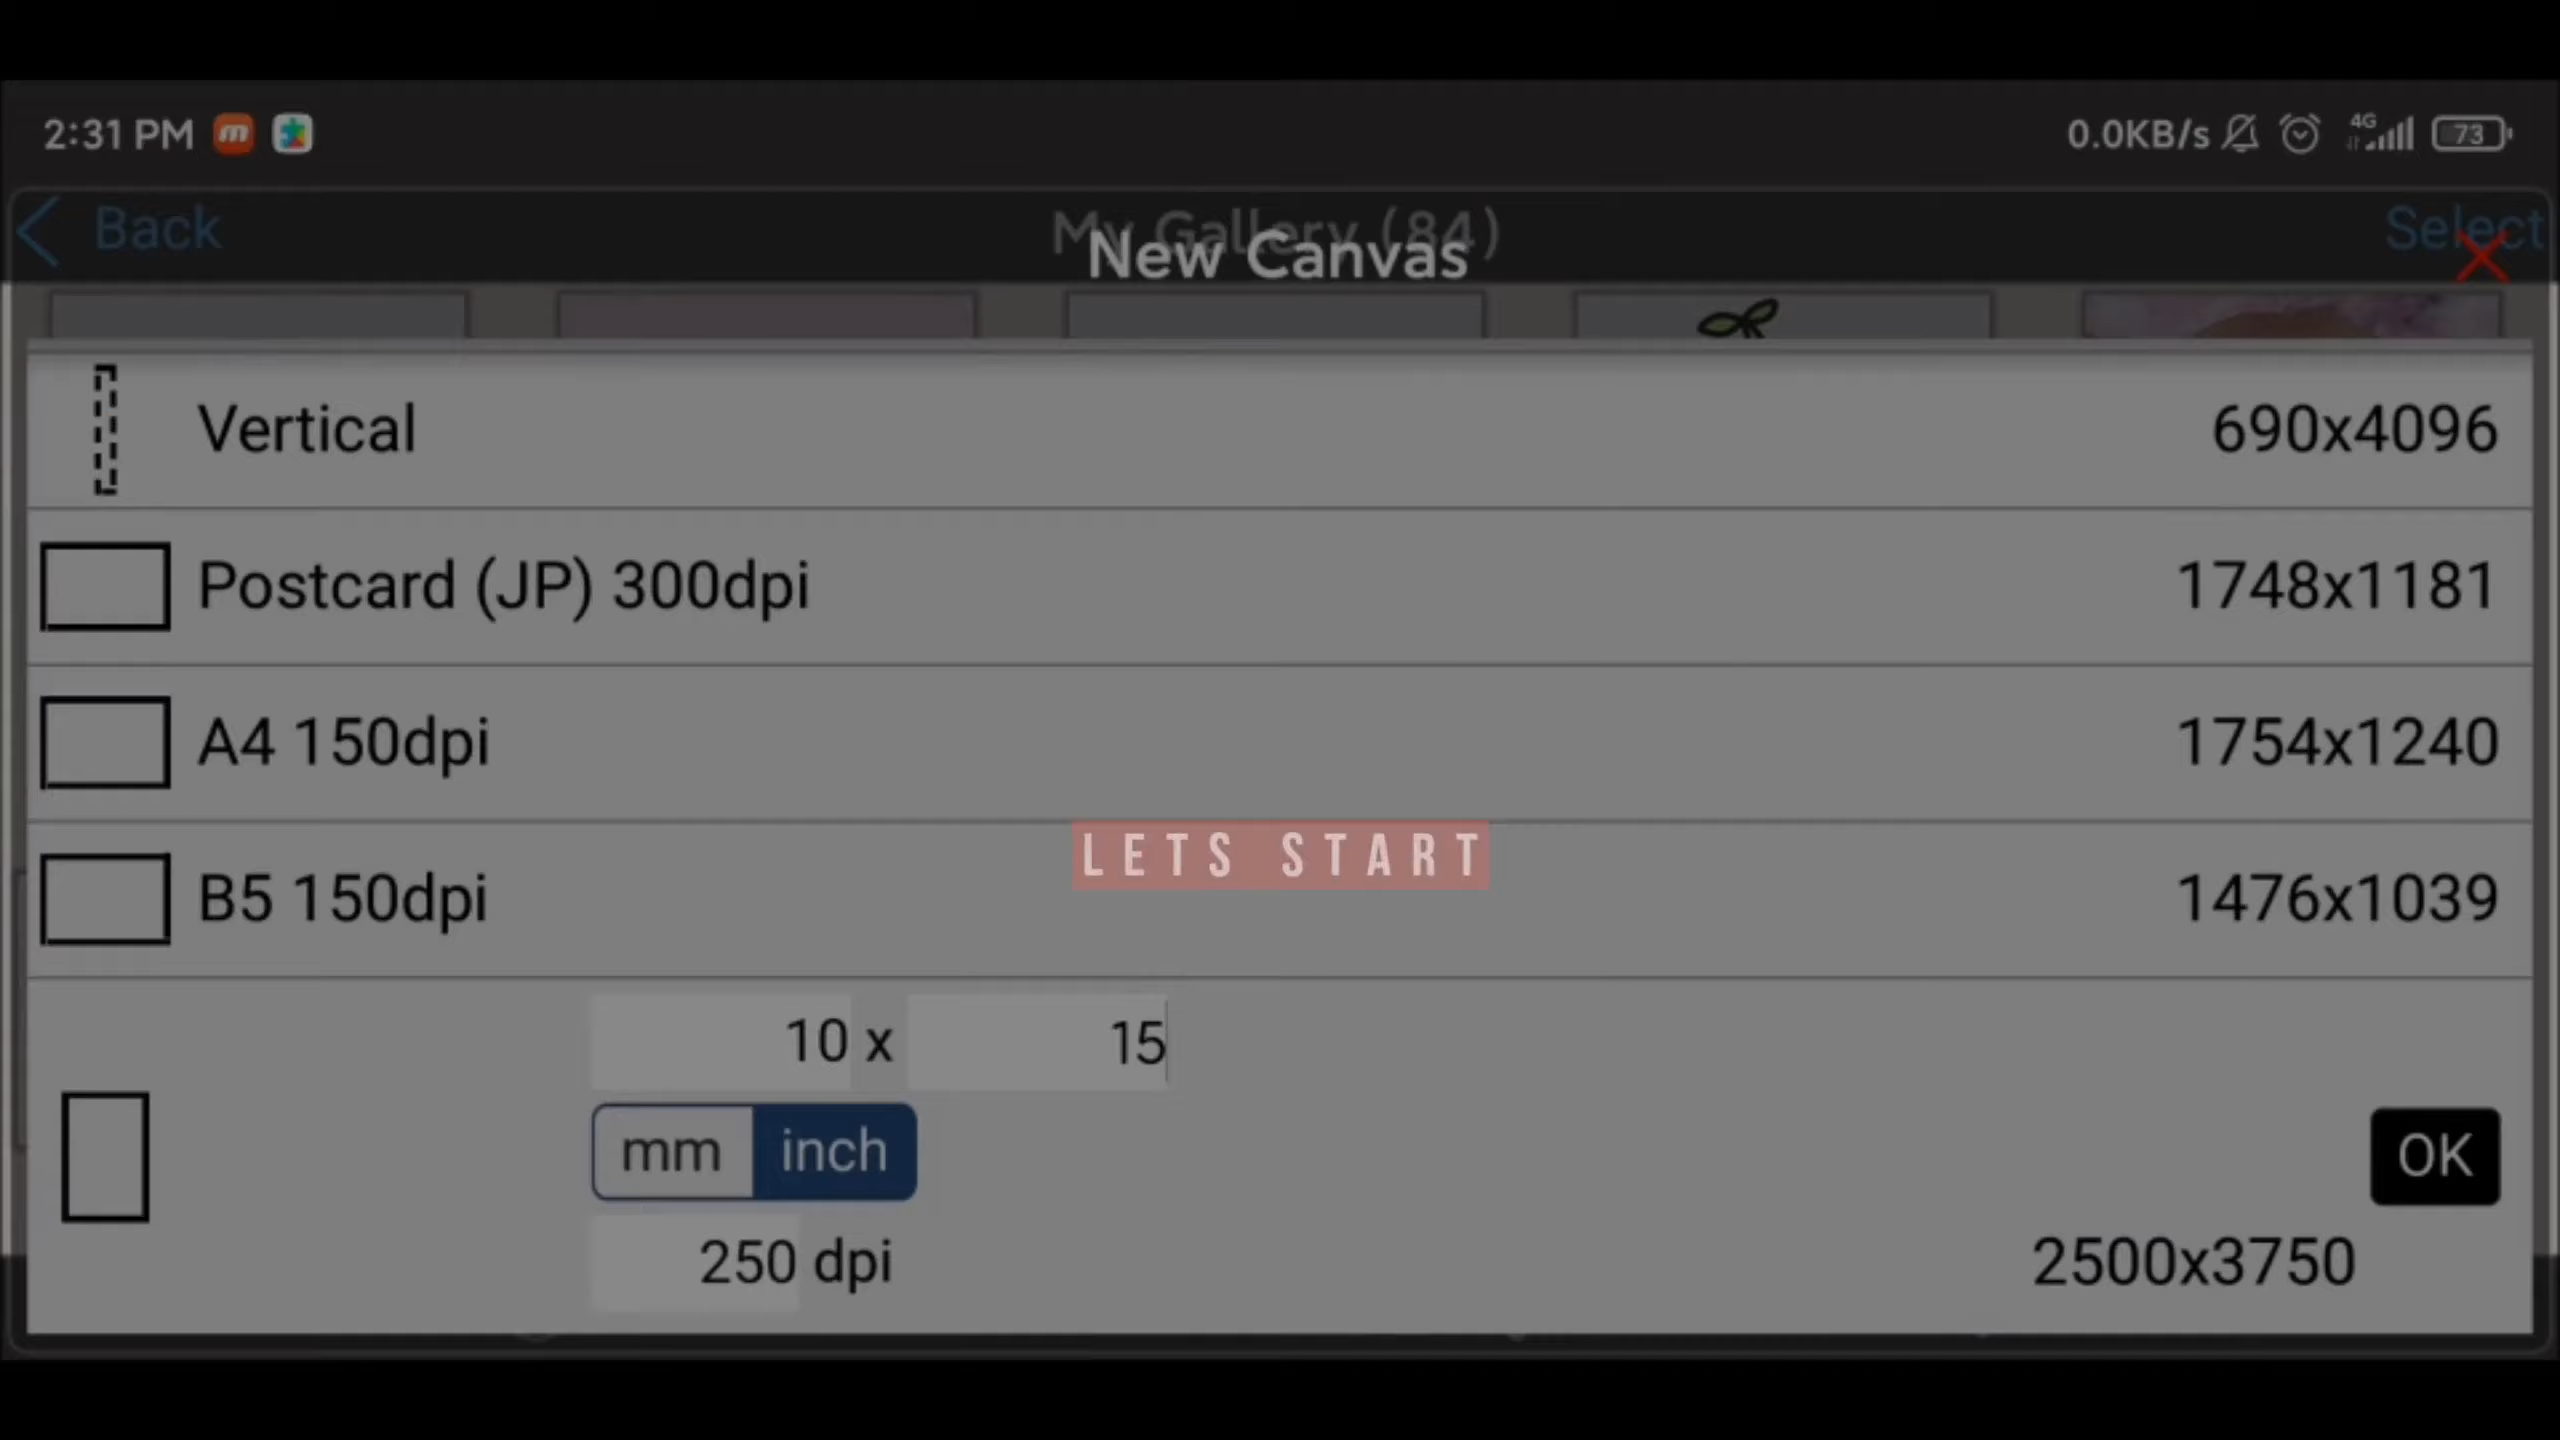 2:31 PM
0.0KB/s 4G 73
Back My Gallery (84) Select
New Canvas
Vertical 690x4096
Postcard (JP) 300dpi 1748x1181
A4 150dpi 1754x1240
LETS START
B5 150dpi 1476x1039
10 x 15
mm inch
OK
250 dpi 2500x3750